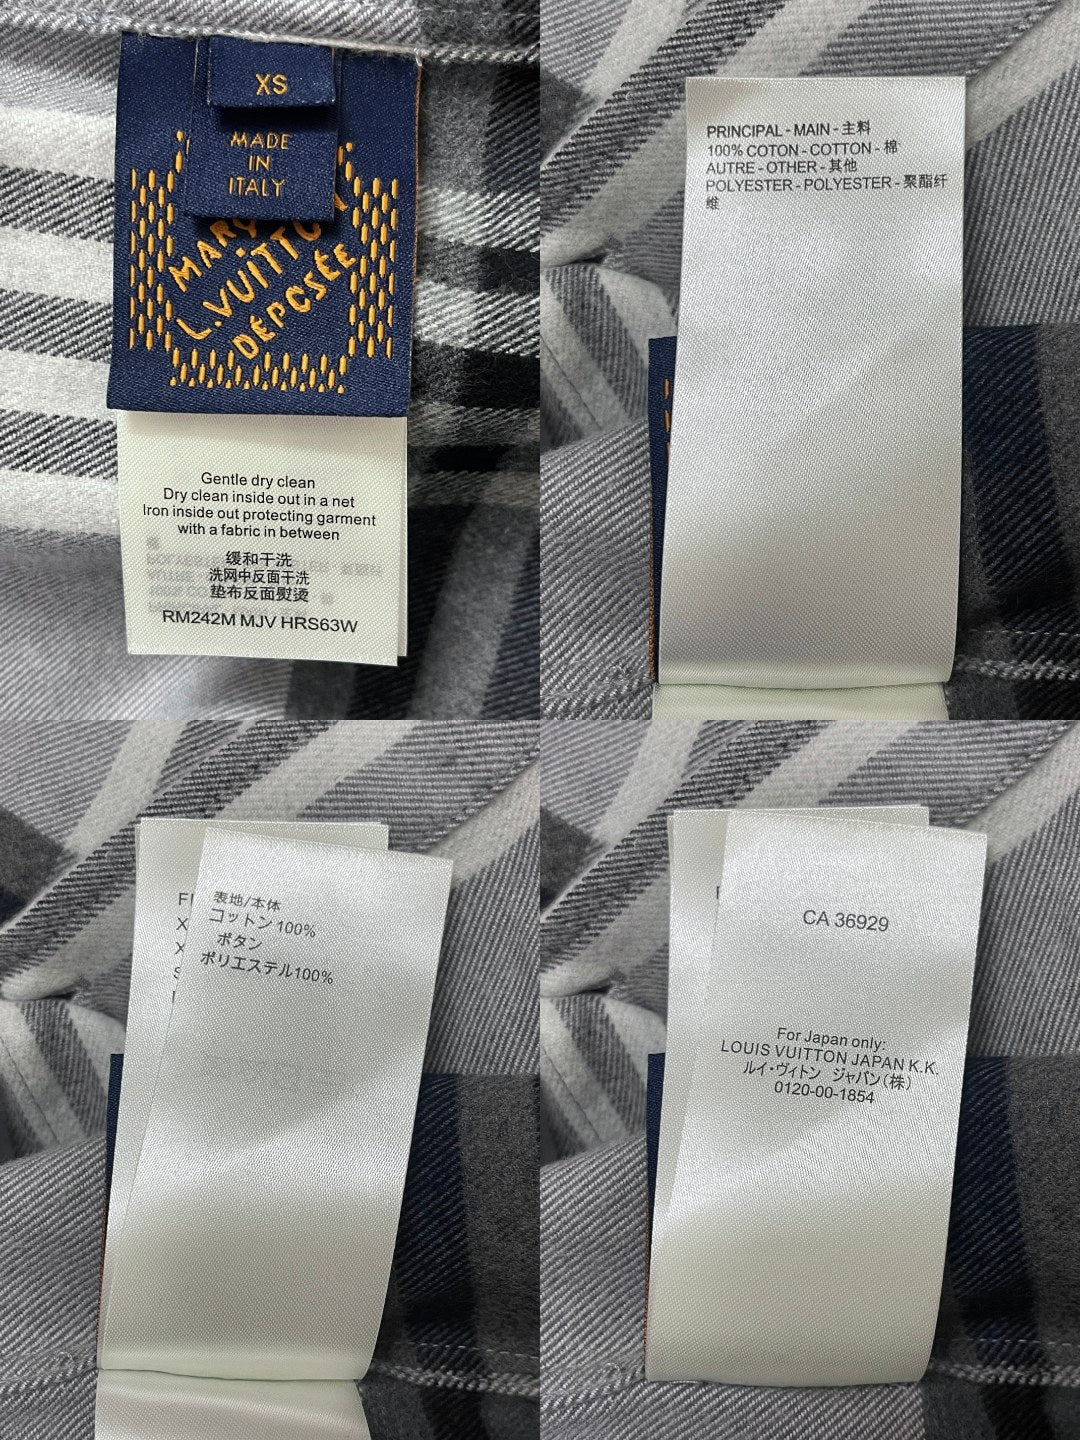 XS
MADE
IN
ITALY
L.VUITTON
DÉPOSÉE
Gentle dry clean
Dry clean inside out in a net
Iron inside out protecting garment
with a fabric in between
缓和干洗
洗网中反面干洗
垫布反面熨烫
RM242M MJV HRS63W
PRINCIPAL - MAIN - 主料
100% COTON - COTTON - 棉
AUTRE - OTHER - 其他
POLYESTER - POLYESTER - 聚酯纤
维
表地/本体
コットン 100%
ボタン
ポリエステル100%
CA 36929
For Japan only:
LOUIS VUITTON JAPAN K.K.
ルイ・ヴィトン ジャパン(株)
0120-00-1854